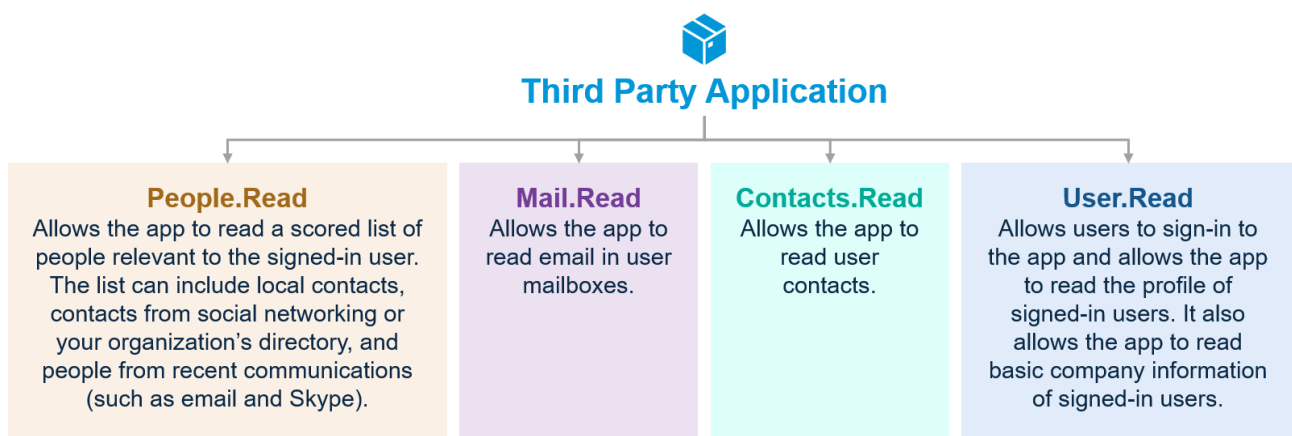 Third Party Application
People.Read
Allows the app to read a scored list of
people relevant to the signed-in user.
The list can include local contacts,
contacts from social networking or
your organization’s directory, and
people from recent communications
(such as email and Skype).
Mail.Read
Allows the app to
read email in user
mailboxes.
Contacts.Read
Allows the app to
read user
contacts.
User.Read
Allows users to sign-in to
the app and allows the app
to read the profile of
signed-in users. It also
allows the app to read
basic company information
of signed-in users.